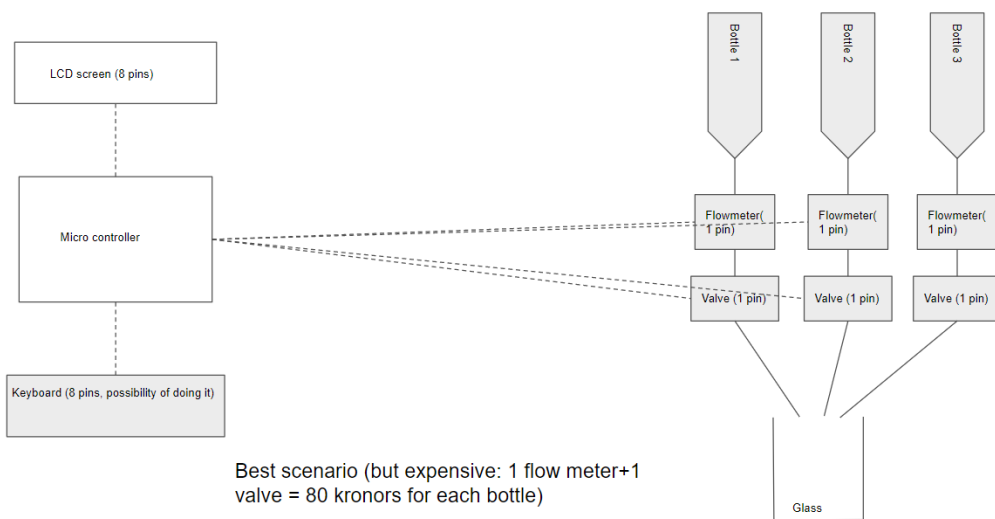 LCD screen (8 pins)
Bottle 1
Bottle 2
Bottle 3
Micro controller
Flowmeter(
1 pin)
Flowmeter(
1 pin)
Flowmeter(
1 pin)
Valve (1 pin)
Valve (1 pin)
Valve (1 pin)
Keyboard (8 pins, possibility of doing it)
Best scenario (but expensive: 1 flow meter+1
valve = 80 kronors for each bottle)
Glass